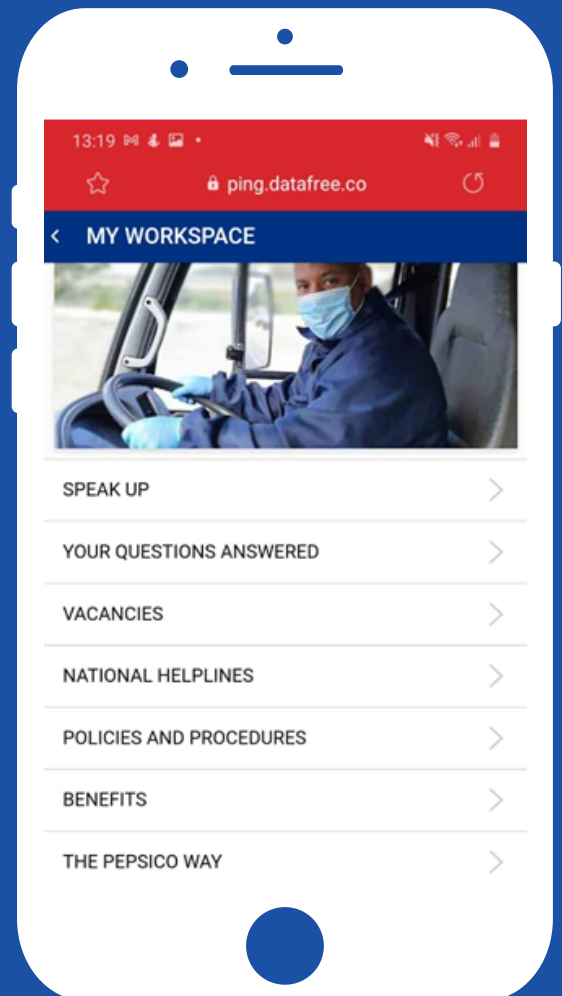 13:19
ping.datafree.co
MY WORKSPACE
SPEAK UP
YOUR QUESTIONS ANSWERED
VACANCIES
NATIONAL HELPLINES
POLICIES AND PROCEDURES
BENEFITS
THE PEPSICO WAY